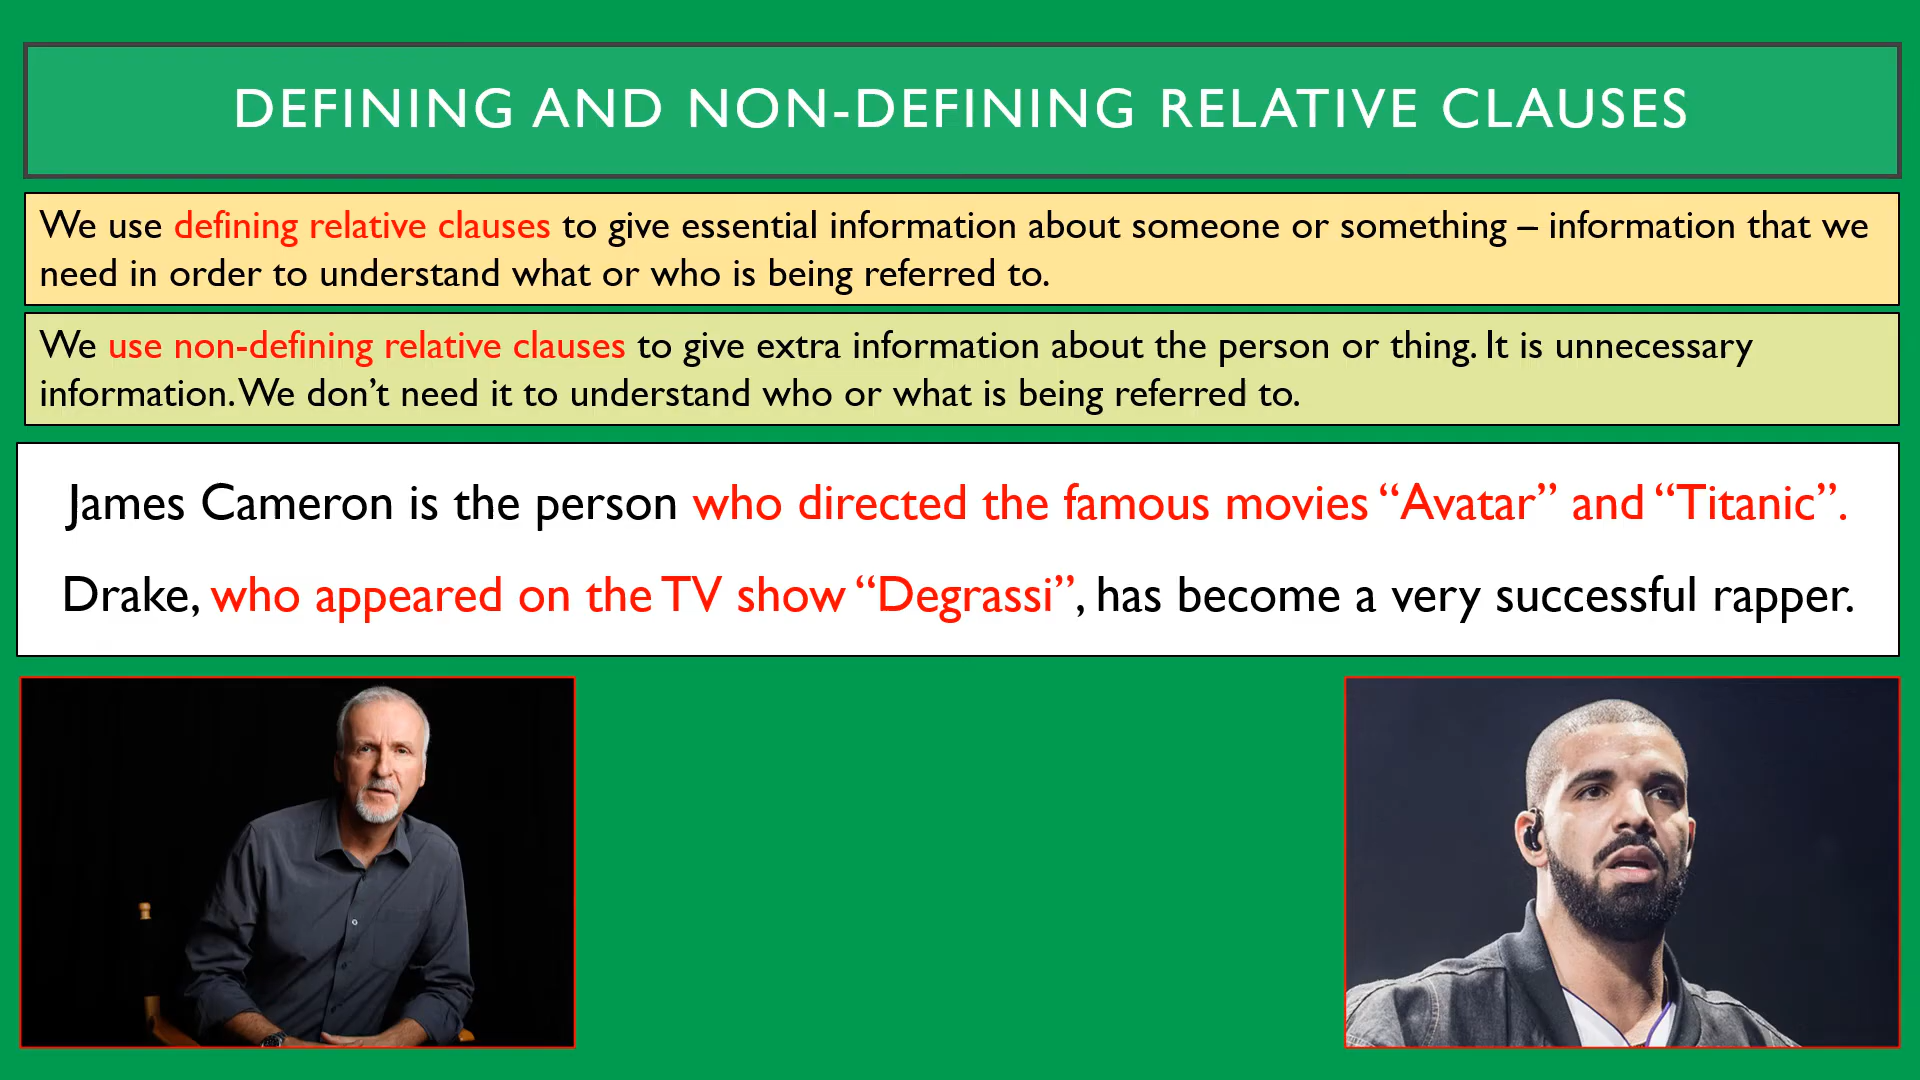 DEFINING AND NON-DEFINING RELATIVE CLAUSES
We use defining relative clauses to give essential information about someone or something – information that we
need in order to understand what or who is being referred to.
We use non-defining relative clauses to give extra information about the person or thing. It is unnecessary
information. We don’t need it to understand who or what is being referred to.
James Cameron is the person who directed the famous movies “Avatar” and “Titanic”.
Drake, who appeared on the TV show “Degrassi”, has become a very successful rapper.